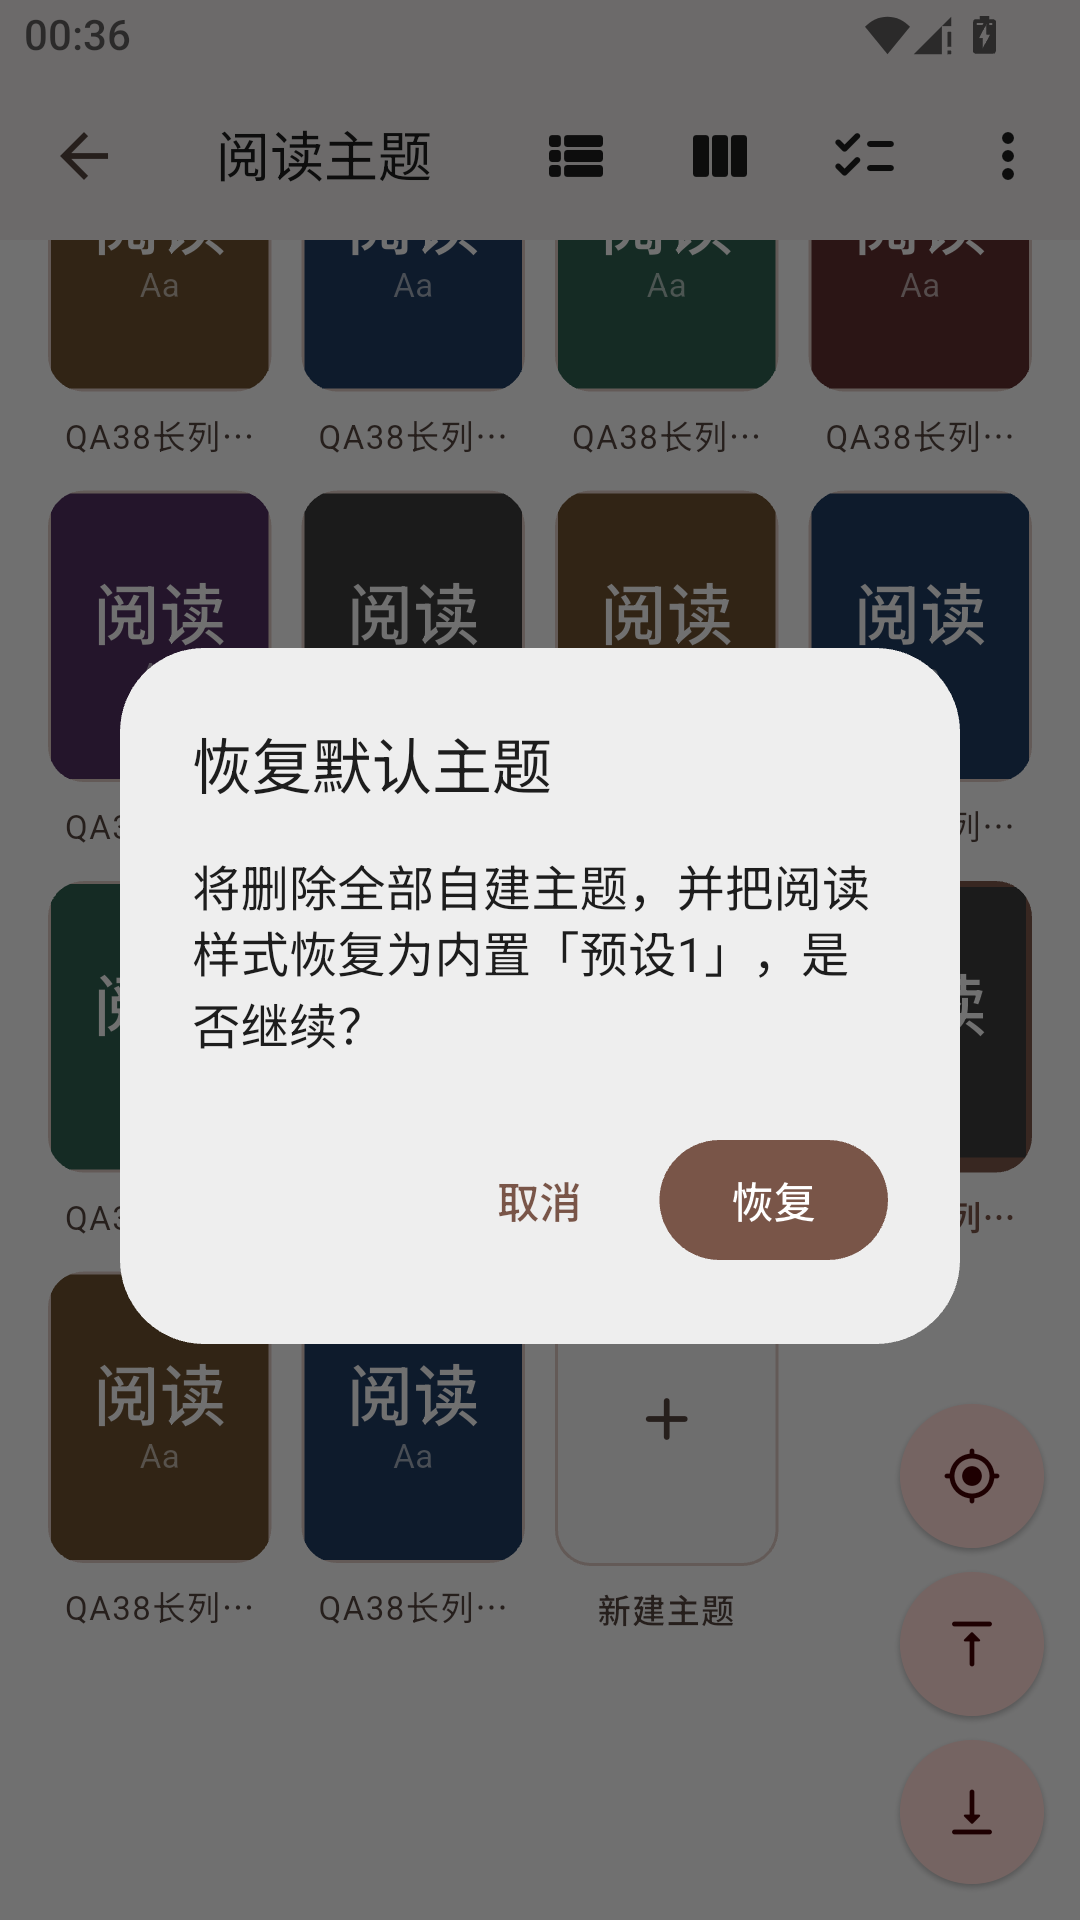 00:36
阅读主题
Aa Aa Aa Aa
QA38长列… QA38长列… QA38长列… QA38长列…
阅读 阅读 阅读 阅读
恢复默认主题
将删除全部自建主题，并把阅读
样式恢复为内置「预设1」，是
否继续？
取消 恢复
阅读 阅读
Aa Aa
QA38长列… QA38长列… 新建主题